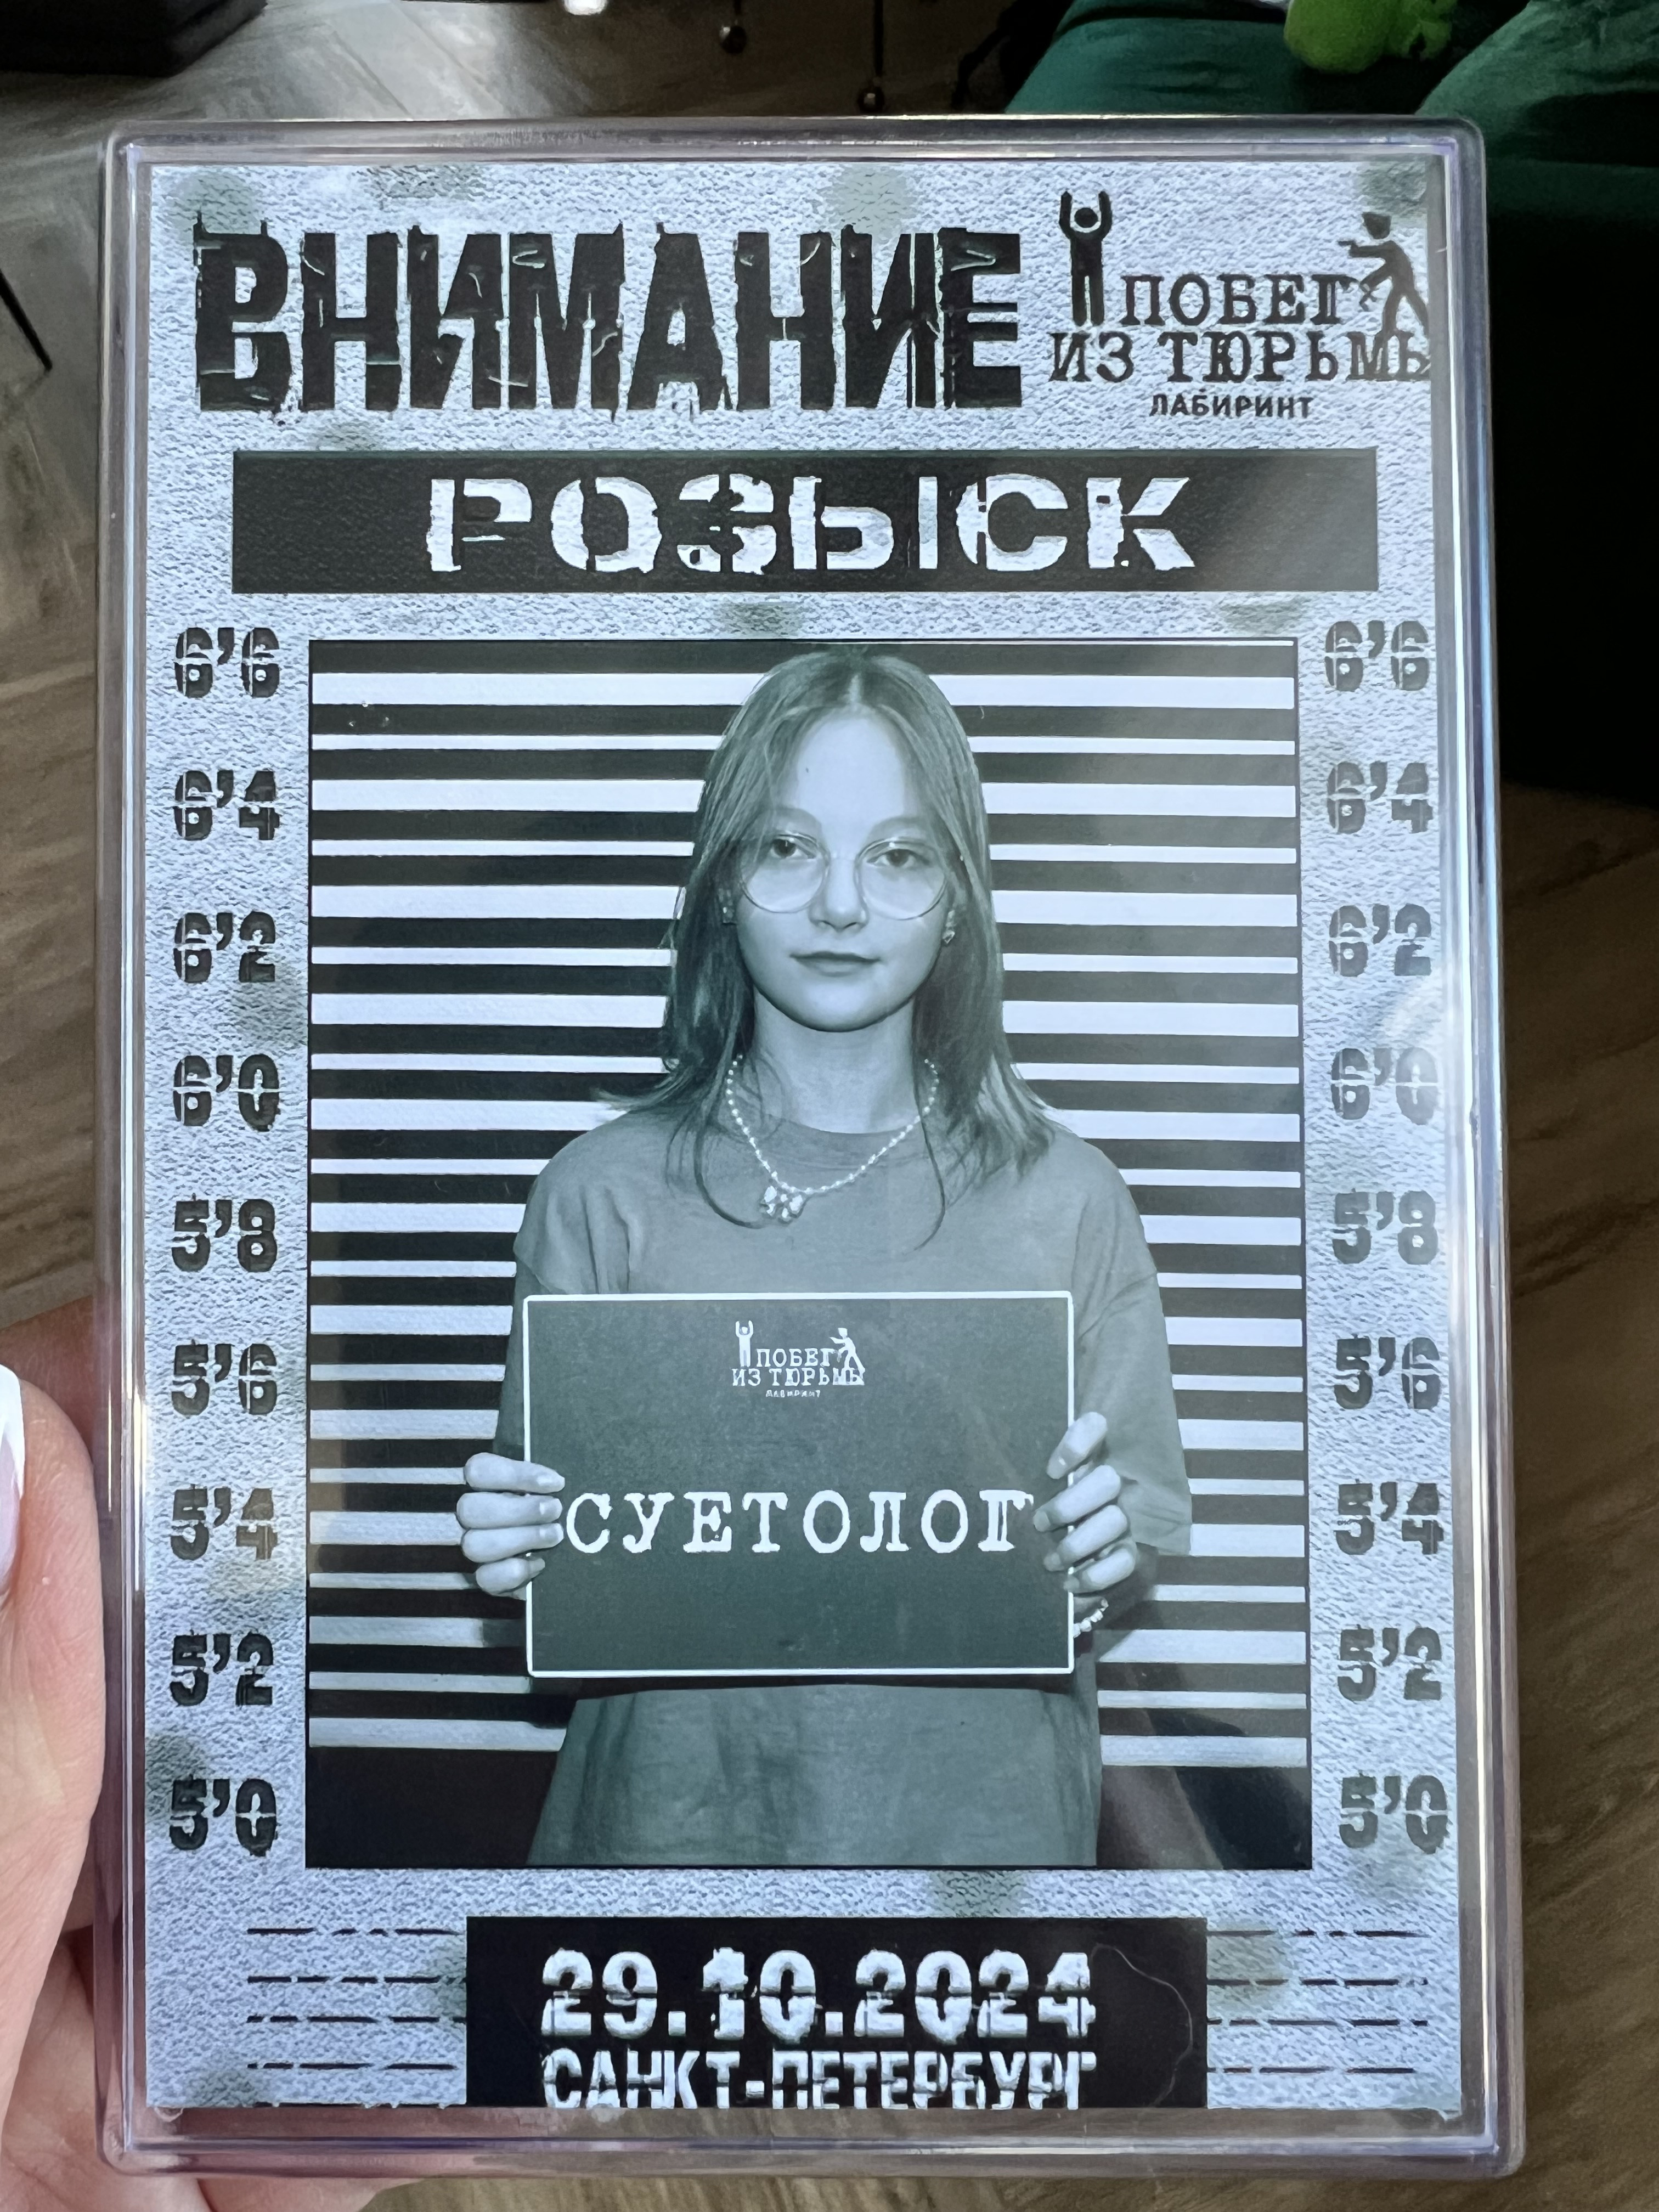 ВНИМАНИЕ
ПОБЕГ
ИЗ ТЮРЬМЫ
ЛАБИРИНТ
РОЗЫСК
6'6 6'6
6'4 6'4
6'2 6'2
6'0 6'0
5'8 5'8
5'6 5'6
5'4 5'4
5'2 5'2
5'0 5'0
ПОБЕГ
ИЗ ТЮРЬМЫ
ЛАБИРИНТ
СУЕТОЛОГ
29.10.2024
САНКТ-ПЕТЕРБУРГ